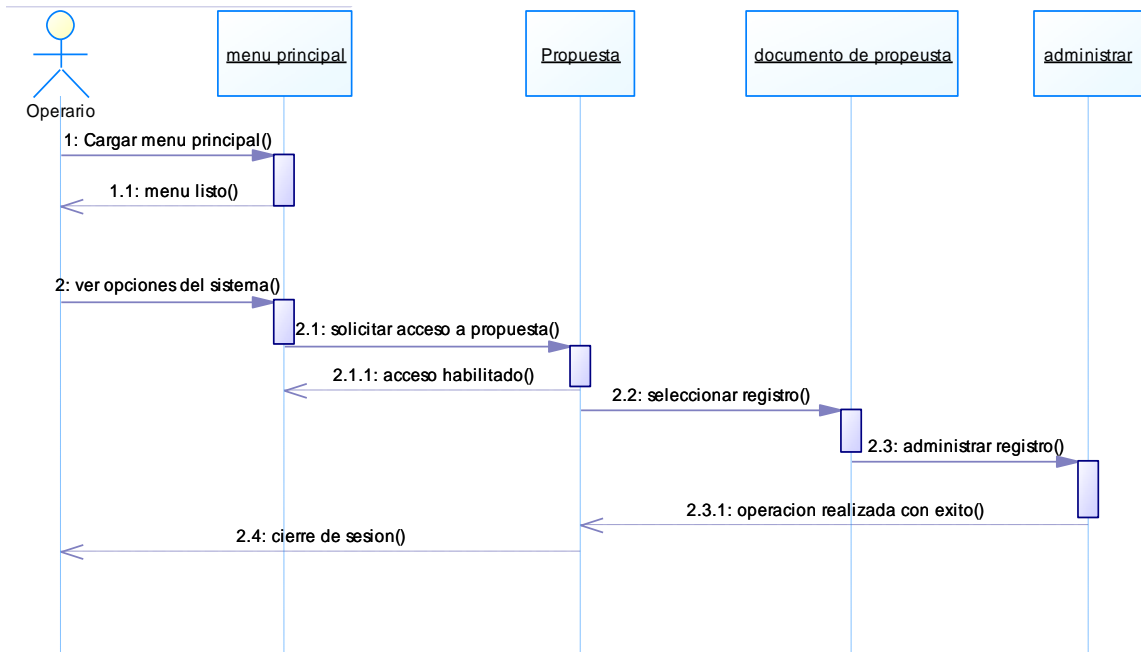 menu principal
Propuesta
documento de propeusta
administrar
Operario
1: Cargar menu principal()
1.1: menu listo()
2: ver opciones del sistema()
2.1: solicitar acceso a propuesta()
2.1.1: acceso habilitado()
2.2: seleccionar registro()
2.3: administrar registro()
2.3.1: operacion realizada con exito()
2.4: cierre de sesion()